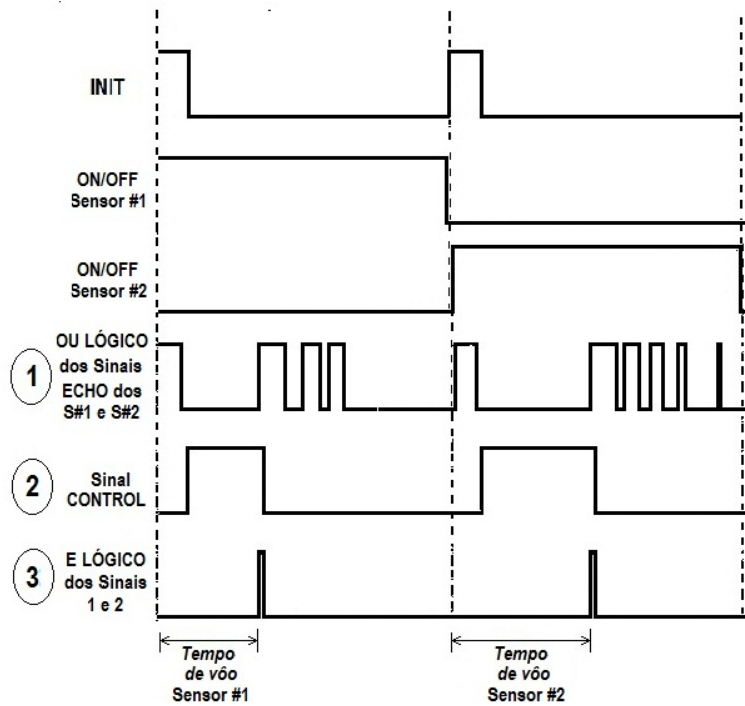 INIT
ON/OFF
Sensor #1
ON/OFF
Sensor #2
1
OU LÓGICO
dos Sinais
ECHO dos
S#1 e S#2
2
Sinal
CONTROL
3
E LÓGICO
dos Sinais
1 e 2
Tempo
de vôo
Sensor #1
Tempo
de vôo
Sensor #2